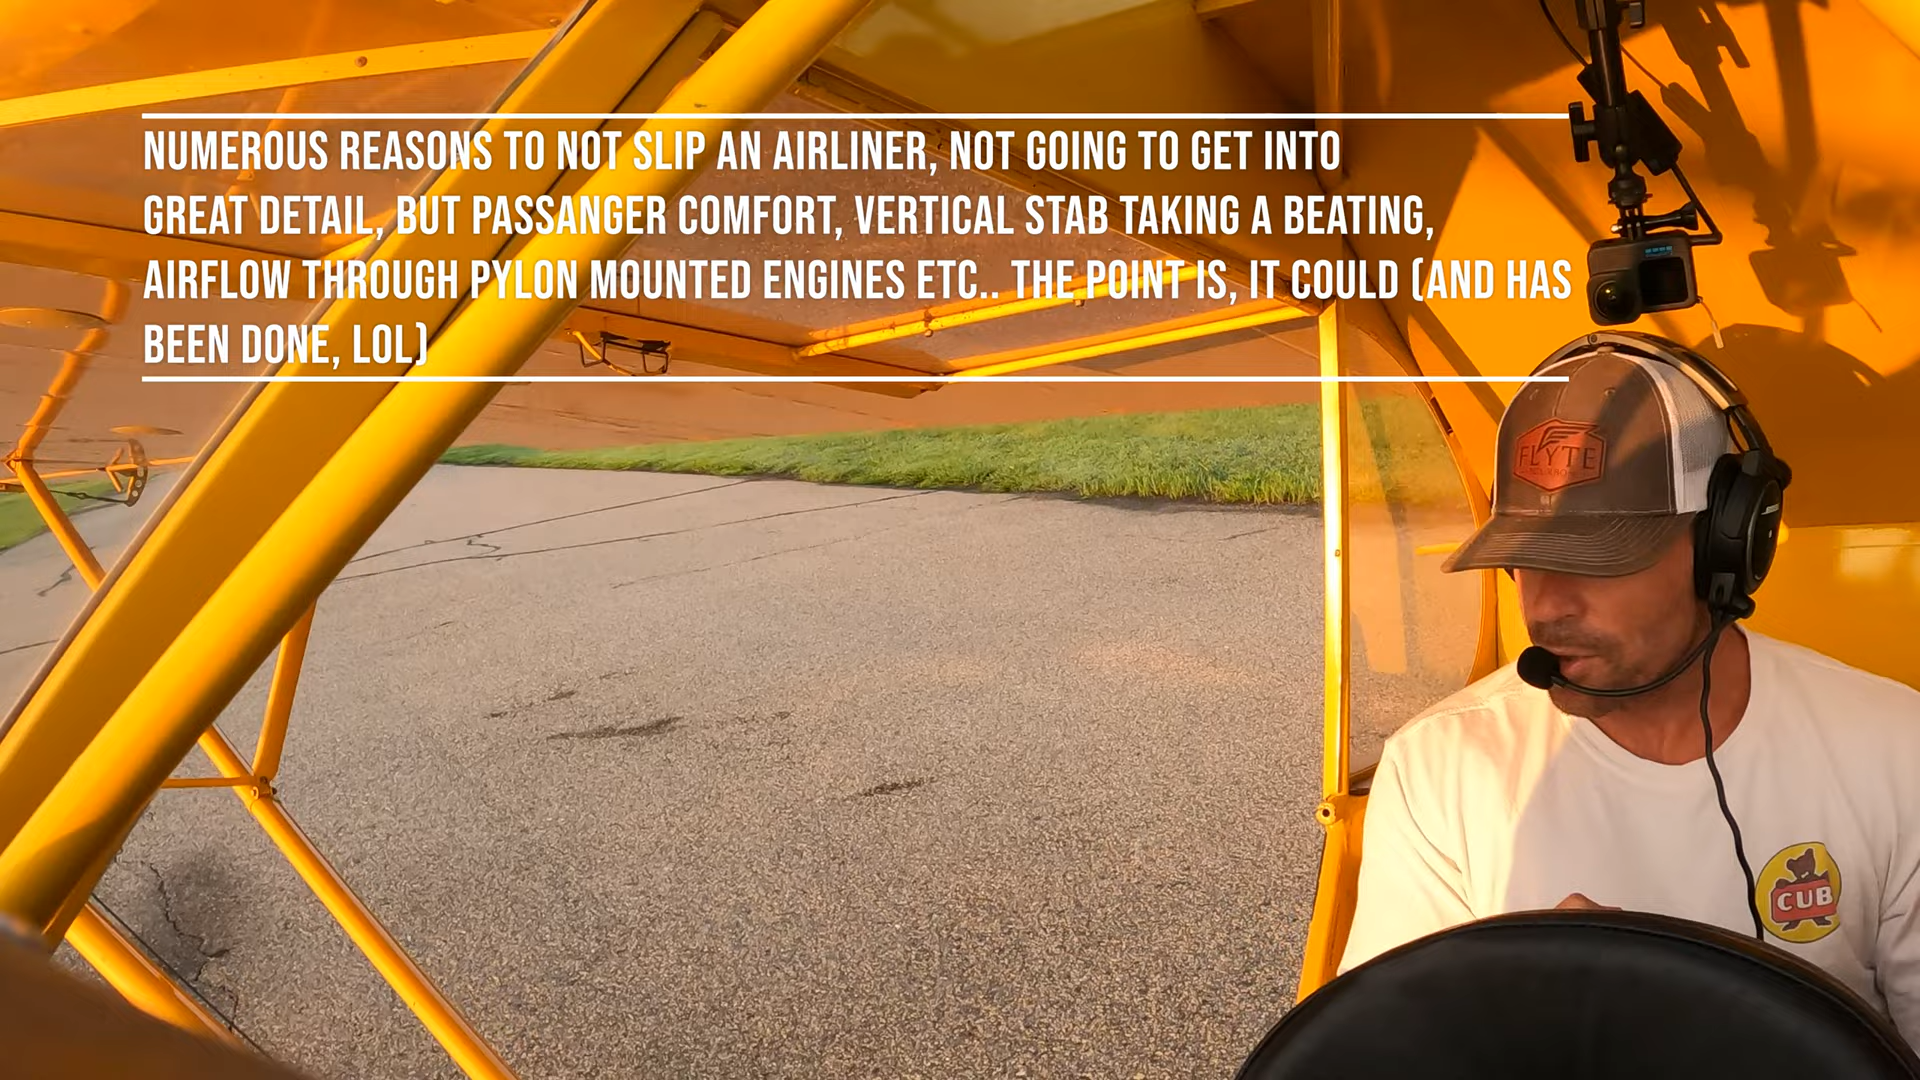 NUMEROUS REASONS TO NOT SLIP AN AIRLINER, NOT GOING TO GET INTO
GREAT DETAIL, BUT PASSANGER COMFORT, VERTICAL STAB TAKING A BEATING,
AIRFLOW THROUGH PYLON MOUNTED ENGINES ETC.. THE POINT IS, IT COULD (AND HAS
BEEN DONE, LOL)
FLYTE
CUB